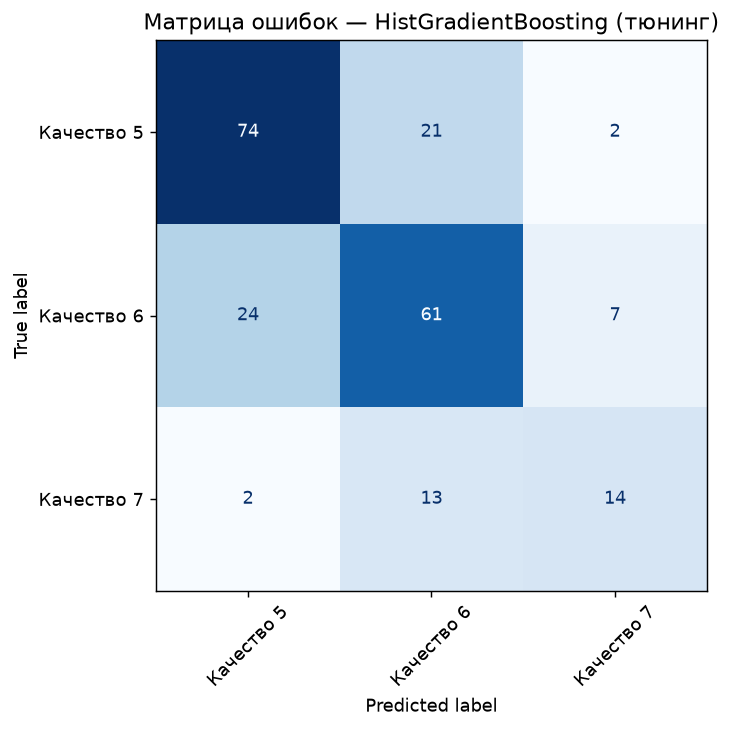 Матрица ошибок — HistGradientBoosting (тюнинг)
True label
Качество 5
74 21 2
Качество 6
24 61 7
Качество 7
2 13 14
Качество 5 Качество 6 Качество 7
Predicted label